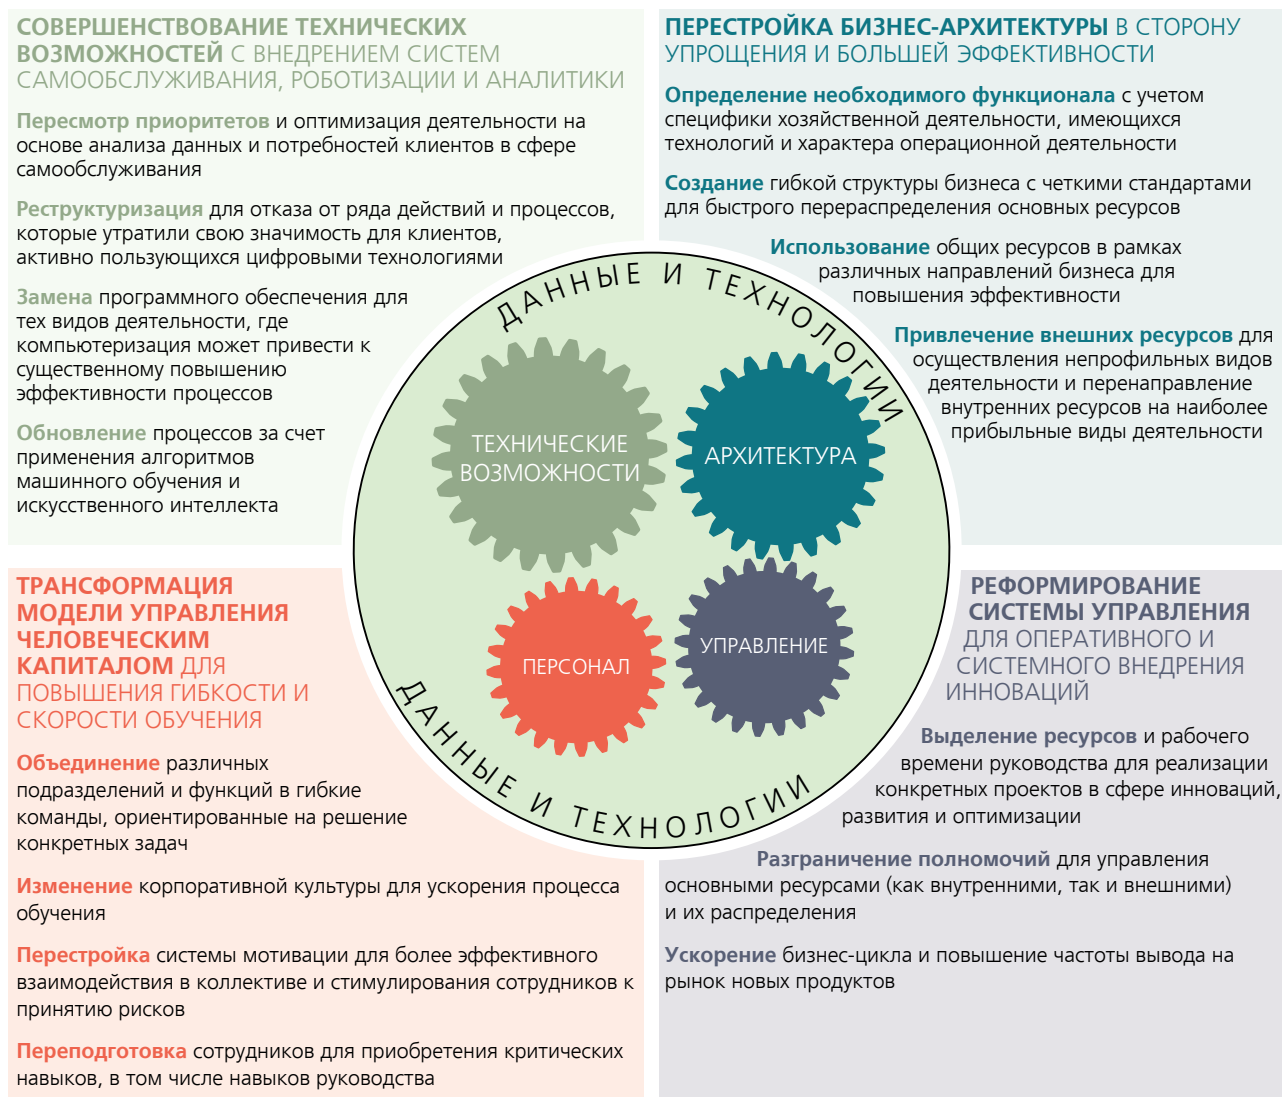 СОВЕРШЕНСТВОВАНИЕ ТЕХНИЧЕСКИХ
ВОЗМОЖНОСТЕЙ С ВНЕДРЕНИЕМ СИСТЕМ
САМООБСЛУЖИВАНИЯ, РОБОТИЗАЦИИ И АНАЛИТИКИ
Пересмотр приоритетов и оптимизация деятельности на
основе анализа данных и потребностей клиентов в сфере
самообслуживания
Реструктуризация для отказа от ряда действий и процессов,
которые утратили свою значимость для клиентов,
активно пользующихся цифровыми технологиями
Замена программного обеспечения для
тех видов деятельности, где
компьютеризация может привести к
существенному повышению
эффективности процессов
Обновление процессов за счет
применения алгоритмов
машинного обучения и
искусственного интеллекта
ПЕРЕСТРОЙКА БИЗНЕС-АРХИТЕКТУРЫ В СТОРОНУ
УПРОЩЕНИЯ И БОЛЬШЕЙ ЭФФЕКТИВНОСТИ
Определение необходимого функционала с учетом
специфики хозяйственной деятельности, имеющихся
технологий и характера операционной деятельности
Создание гибкой структуры бизнеса с четкими стандартами
для быстрого перераспределения основных ресурсов
Использование общих ресурсов в рамках
различных направлений бизнеса для
повышения эффективности
Привлечение внешних ресурсов для
осуществления непрофильных видов
деятельности и перенаправление
внутренних ресурсов на наиболее
прибыльные виды деятельности
ДАННЫЕ И ТЕХНОЛОГИИ
ТЕХНИЧЕСКИЕ
ВОЗМОЖНОСТИ
АРХИТЕКТУРА
ПЕРСОНАЛ
УПРАВЛЕНИЕ
ДАННЫЕ И ТЕХНОЛОГИИ
ТРАНСФОРМАЦИЯ
МОДЕЛИ УПРАВЛЕНИЯ
ЧЕЛОВЕЧЕСКИМ
КАПИТАЛОМ ДЛЯ
ПОВЫШЕНИЯ ГИБКОСТИ И
СКОРОСТИ ОБУЧЕНИЯ
Объединение различных
подразделений и функций в гибкие
команды, ориентированные на решение
конкретных задач
Изменение корпоративной культуры для ускорения процесса
обучения
Перестройка системы мотивации для более эффективного
взаимодействия в коллективе и стимулирования сотрудников к
принятию рисков
Переподготовка сотрудников для приобретения критических
навыков, в том числе навыков руководства
РЕФОРМИРОВАНИЕ
СИСТЕМЫ УПРАВЛЕНИЯ
ДЛЯ ОПЕРАТИВНОГО И
СИСТЕМНОГО ВНЕДРЕНИЯ
ИННОВАЦИЙ
Выделение ресурсов и рабочего
времени руководства для реализации
конкретных проектов в сфере инноваций,
развития и оптимизации
Разграничение полномочий для управления
основными ресурсами (как внутренними, так и внешними)
и их распределения
Ускорение бизнес-цикла и повышение частоты вывода на
рынок новых продуктов